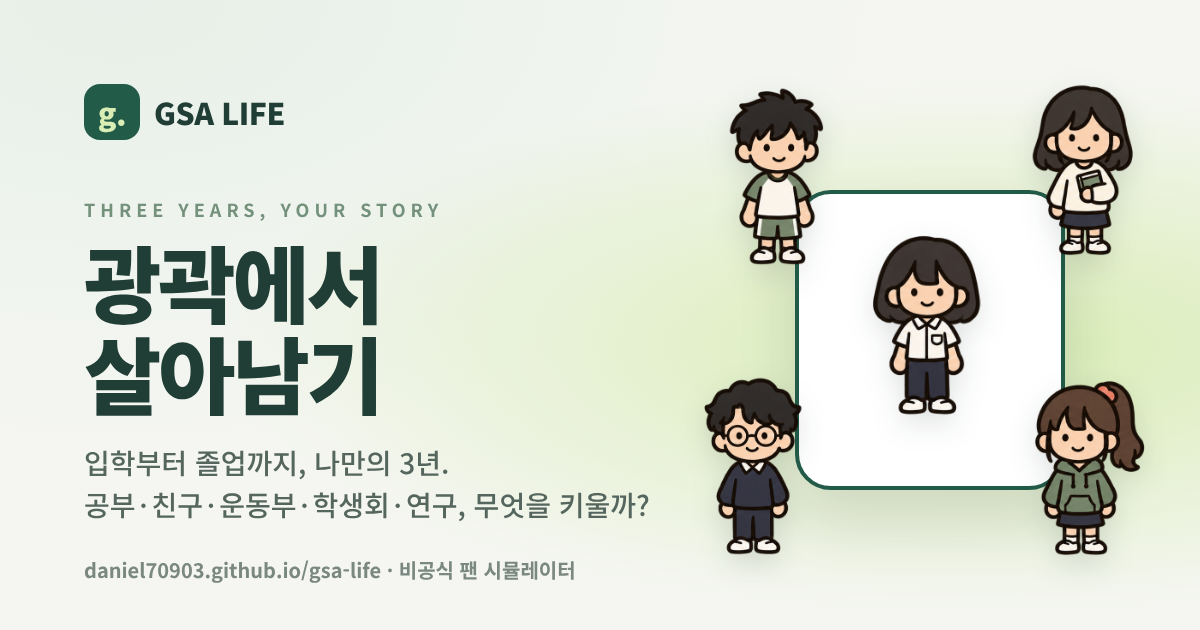 g.
GSA LIFE
THREE YEARS, YOUR STORY
광곽에서
살아남기
입학부터 졸업까지, 나만의 3년.
공부·친구·운동부·학생회·연구, 무엇을 키울까?
daniel70903.github.io/gsa-life · 비공식 팬 시뮬레이터